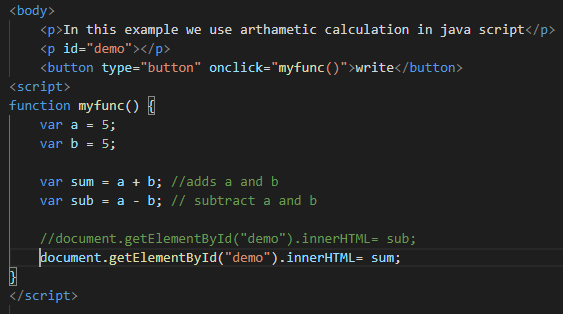 <body>
<p>In this example we use arthametic calculation in java script</p>
<p id="demo"></p>
<button type="button" onclick="myfunc()">write</button>
<script>
function myfunc() {
var a = 5;
var b = 5;
var sum = a + b; //adds a and b
var sub = a - b; // subtract a and b
//document.getElementById("demo").innerHTML= sub;
document.getElementById("demo").innerHTML= sum;
}
</script>